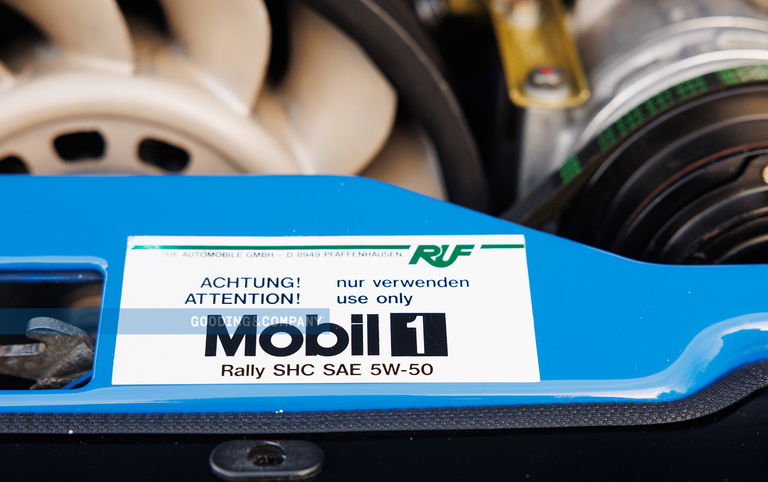 RUF AUTOMOBILE GMBH - D 8949 PFAFFENHAUSEN RUF
ACHTUNG! nur verwenden
ATTENTION! use only
GOODING&COMPANY
Mobil 1
Rally SHC SAE 5W-50